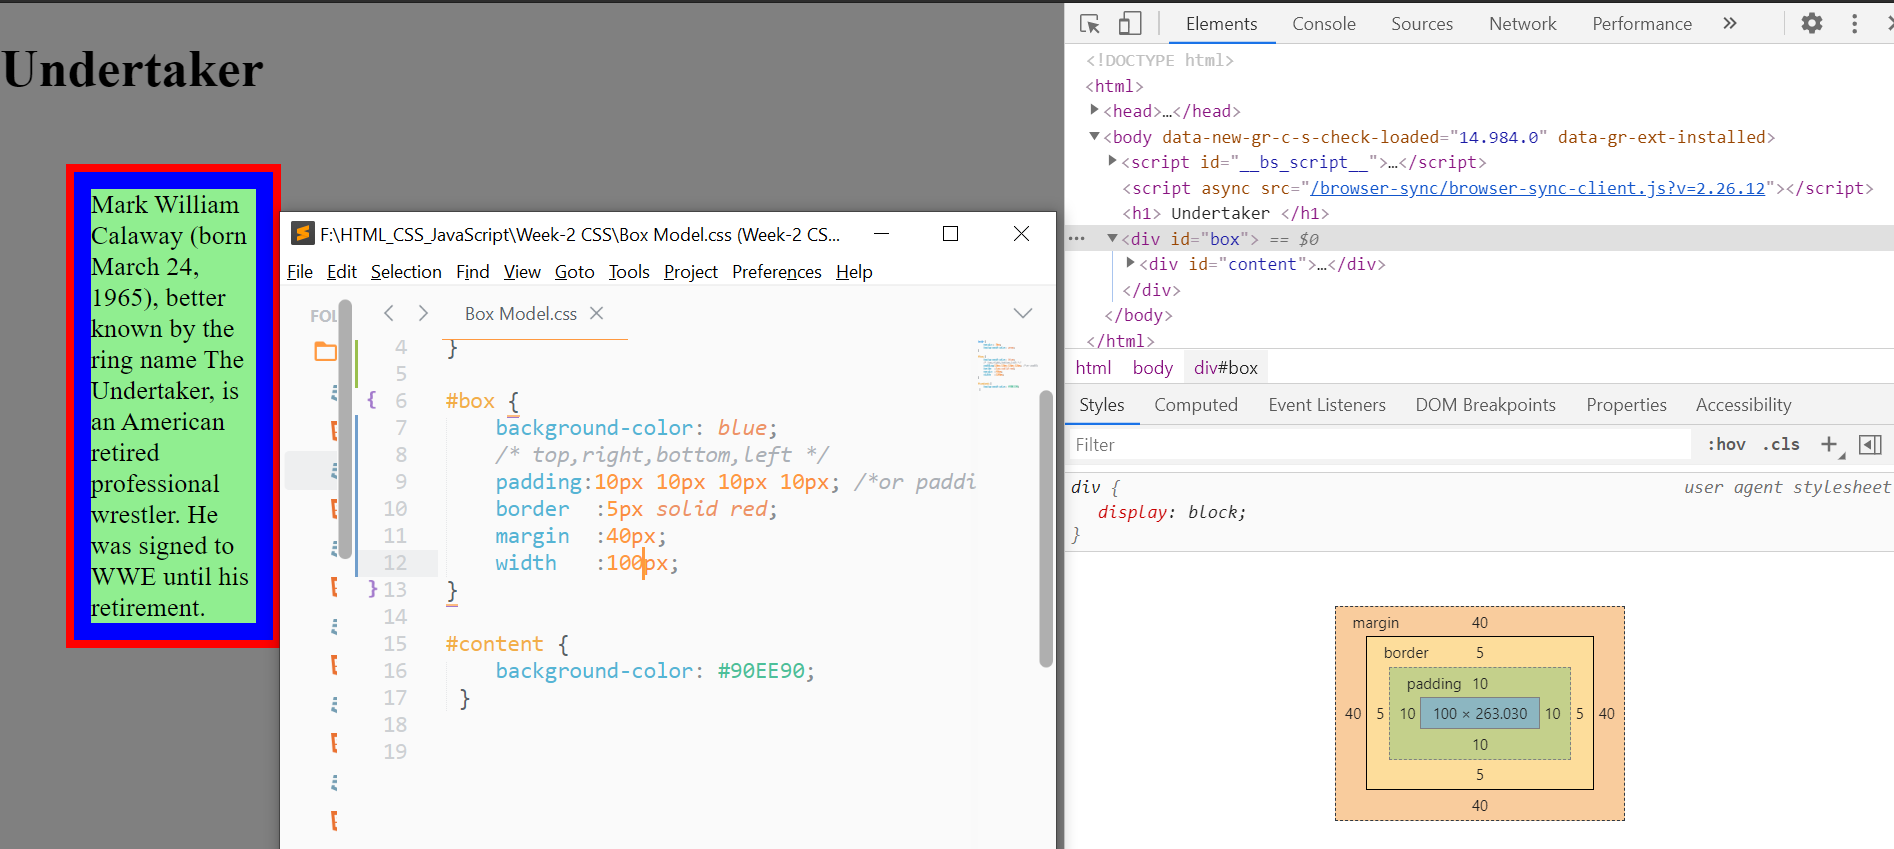 Undertaker
Mark William
Calaway (born
March 24,
1965), better
known by the
ring name The
Undertaker, is
an American
retired
professional
wrestler. He
was signed to
WWE until his
retirement.
F:\HTML_CSS_JavaScript\Week-2 CSS\Box Model.css (Week-2 CS...
File Edit Selection Find View Goto Tools Project Preferences Help
FOL
Box Model.css
4 }
5
{ 6 #box {
7 background-color: blue;
8 /* top,right,bottom,left */
9 padding:10px 10px 10px 10px; /*or paddi
10 border :5px solid red;
11 margin :40px;
12 width :100px;
} 13 }
14
15 #content {
16 background-color: #90EE90;
17 }
18
19
Elements Console Sources Network Performance »
<!DOCTYPE html>
<html>
<head>…</head>
<body data-new-gr-c-s-check-loaded="14.984.0" data-gr-ext-installed>
<script id="__bs_script__">…</script>
<script async src="/browser-sync/browser-sync-client.js?v=2.26.12"></script>
<h1> Undertaker </h1>
<div id="box"> == $0
<div id="content">…</div>
</div>
</body>
</html>
html body div#box
Styles Computed Event Listeners DOM Breakpoints Properties Accessibility
Filter :hov .cls +
div { user agent stylesheet
display: block;
}
margin 40
border 5
padding 10
40 5 10 100 × 263.030 10 5 40
10
5
40